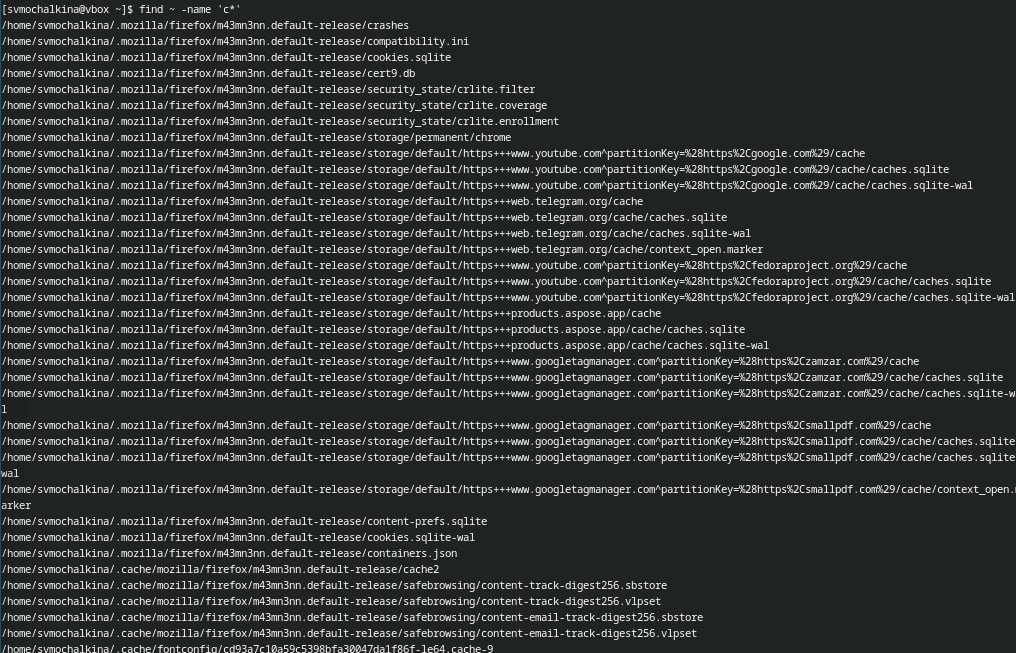 [svmochalkina@vbox ~]$ find ~ -name 'c*'
/home/svmochalkina/.mozilla/firefox/m43mn3nn.default-release/crashes
/home/svmochalkina/.mozilla/firefox/m43mn3nn.default-release/compatibility.ini
/home/svmochalkina/.mozilla/firefox/m43mn3nn.default-release/cookies.sqlite
/home/svmochalkina/.mozilla/firefox/m43mn3nn.default-release/cert9.db
/home/svmochalkina/.mozilla/firefox/m43mn3nn.default-release/security_state/crlite.filter
/home/svmochalkina/.mozilla/firefox/m43mn3nn.default-release/security_state/crlite.coverage
/home/svmochalkina/.mozilla/firefox/m43mn3nn.default-release/security_state/crlite.enrollment
/home/svmochalkina/.mozilla/firefox/m43mn3nn.default-release/storage/permanent/chrome
/home/svmochalkina/.mozilla/firefox/m43mn3nn.default-release/storage/default/https+++www.youtube.com^partitionKey=%28https%2Cgoogle.com%29/cache
/home/svmochalkina/.mozilla/firefox/m43mn3nn.default-release/storage/default/https+++www.youtube.com^partitionKey=%28https%2Cgoogle.com%29/cache/caches.sqlite
/home/svmochalkina/.mozilla/firefox/m43mn3nn.default-release/storage/default/https+++www.youtube.com^partitionKey=%28https%2Cgoogle.com%29/cache/caches.sqlite-wal
/home/svmochalkina/.mozilla/firefox/m43mn3nn.default-release/storage/default/https+++web.telegram.org/cache
/home/svmochalkina/.mozilla/firefox/m43mn3nn.default-release/storage/default/https+++web.telegram.org/cache/caches.sqlite
/home/svmochalkina/.mozilla/firefox/m43mn3nn.default-release/storage/default/https+++web.telegram.org/cache/caches.sqlite-wal
/home/svmochalkina/.mozilla/firefox/m43mn3nn.default-release/storage/default/https+++web.telegram.org/cache/context_open.marker
/home/svmochalkina/.mozilla/firefox/m43mn3nn.default-release/storage/default/https+++www.youtube.com^partitionKey=%28https%2Cfedoraproject.org%29/cache
/home/svmochalkina/.mozilla/firefox/m43mn3nn.default-release/storage/default/https+++www.youtube.com^partitionKey=%28https%2Cfedoraproject.org%29/cache/caches.sqlite
/home/svmochalkina/.mozilla/firefox/m43mn3nn.default-release/storage/default/https+++www.youtube.com^partitionKey=%28https%2Cfedoraproject.org%29/cache/caches.sqlite-wal
/home/svmochalkina/.mozilla/firefox/m43mn3nn.default-release/storage/default/https+++products.aspose.app/cache
/home/svmochalkina/.mozilla/firefox/m43mn3nn.default-release/storage/default/https+++products.aspose.app/cache/caches.sqlite
/home/svmochalkina/.mozilla/firefox/m43mn3nn.default-release/storage/default/https+++products.aspose.app/cache/caches.sqlite-wal
/home/svmochalkina/.mozilla/firefox/m43mn3nn.default-release/storage/default/https+++www.googletagmanager.com^partitionKey=%28https%2Czamzar.com%29/cache
/home/svmochalkina/.mozilla/firefox/m43mn3nn.default-release/storage/default/https+++www.googletagmanager.com^partitionKey=%28https%2Czamzar.com%29/cache/caches.sqlite
/home/svmochalkina/.mozilla/firefox/m43mn3nn.default-release/storage/default/https+++www.googletagmanager.com^partitionKey=%28https%2Czamzar.com%29/cache/caches.sqlite-wa
l
/home/svmochalkina/.mozilla/firefox/m43mn3nn.default-release/storage/default/https+++www.googletagmanager.com^partitionKey=%28https%2Csmallpdf.com%29/cache
/home/svmochalkina/.mozilla/firefox/m43mn3nn.default-release/storage/default/https+++www.googletagmanager.com^partitionKey=%28https%2Csmallpdf.com%29/cache/caches.sqlite
/home/svmochalkina/.mozilla/firefox/m43mn3nn.default-release/storage/default/https+++www.googletagmanager.com^partitionKey=%28https%2Csmallpdf.com%29/cache/caches.sqlite
wal
/home/svmochalkina/.mozilla/firefox/m43mn3nn.default-release/storage/default/https+++www.googletagmanager.com^partitionKey=%28https%2Csmallpdf.com%29/cache/context_open.m
arker
/home/svmochalkina/.mozilla/firefox/m43mn3nn.default-release/content-prefs.sqlite
/home/svmochalkina/.mozilla/firefox/m43mn3nn.default-release/cookies.sqlite-wal
/home/svmochalkina/.mozilla/firefox/m43mn3nn.default-release/containers.json
/home/svmochalkina/.cache/mozilla/firefox/m43mn3nn.default-release/cache2
/home/svmochalkina/.cache/mozilla/firefox/m43mn3nn.default-release/safebrowsing/content-track-digest256.sbstore
/home/svmochalkina/.cache/mozilla/firefox/m43mn3nn.default-release/safebrowsing/content-track-digest256.vlpset
/home/svmochalkina/.cache/mozilla/firefox/m43mn3nn.default-release/safebrowsing/content-email-track-digest256.sbstore
/home/svmochalkina/.cache/mozilla/firefox/m43mn3nn.default-release/safebrowsing/content-email-track-digest256.vlpset
/home/svmochalkina/.cache/fontconfig/cd93a7c10a59c5398bfa30047da1f86f-le64.cache-9